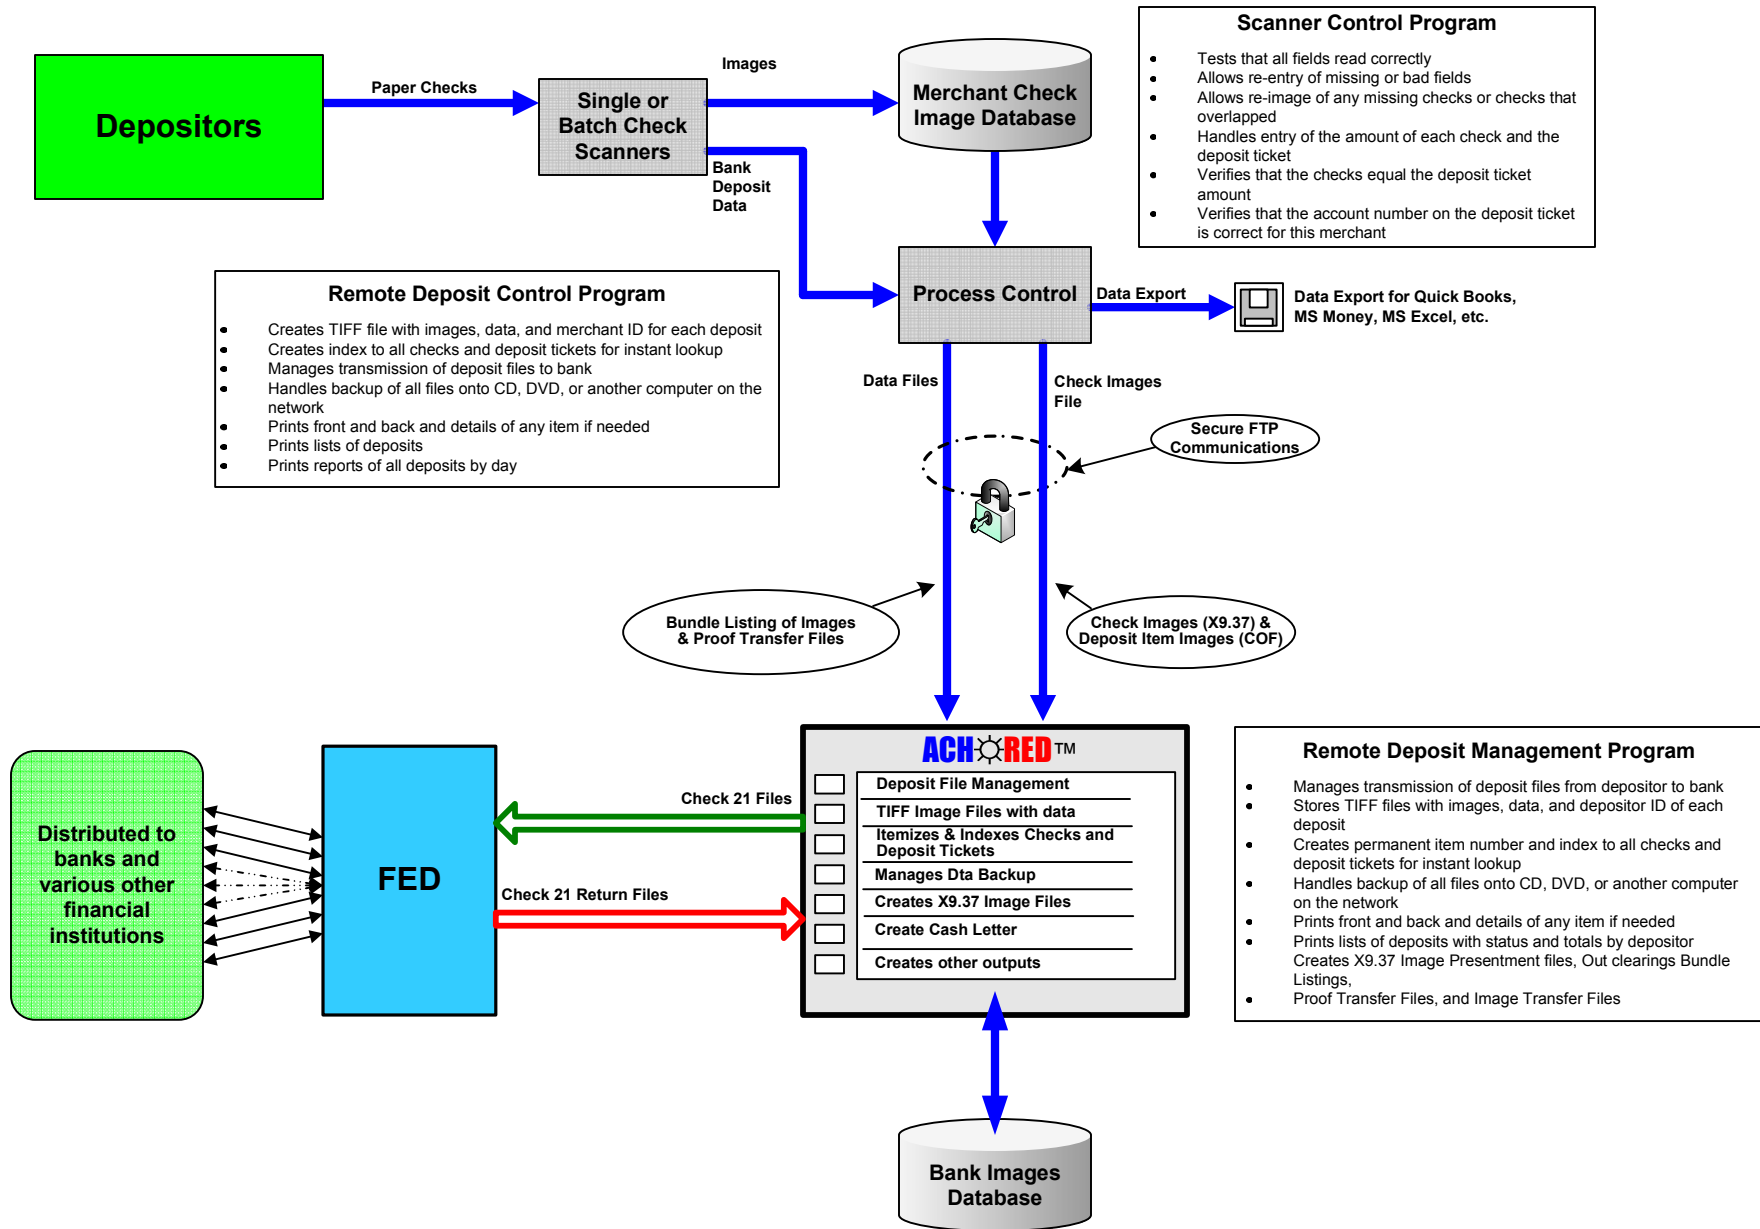 Scanner Control Program
• Tests that all fields read correctly
• Allows re-entry of missing or bad fields
• Allows re-image of any missing checks or checks that
overlapped
• Handles entry of the amount of each check and the
deposit ticket
• Verifies that the checks equal the deposit ticket
amount
• Verifies that the account number on the deposit ticket
is correct for this merchant
Depositors
Paper Checks
Single or
Batch Check
Scanners
Images
Bank
Deposit
Data
Merchant Check
Image Database
Process Control
Data Export
Data Export for Quick Books,
MS Money, MS Excel, etc.
Remote Deposit Control Program
• Creates TIFF file with images, data, and merchant ID for each deposit
• Creates index to all checks and deposit tickets for instant lookup
• Manages transmission of deposit files to bank
• Handles backup of all files onto CD, DVD, or another computer on the
network
• Prints front and back and details of any item if needed
• Prints lists of deposits
• Prints reports of all deposits by day
Data Files
Check Images
File
Secure FTP
Communications
Bundle Listing of Images
& Proof Transfer Files
Check Images (X9.37) &
Deposit Item Images (COF)
ACH RED™
Deposit File Management
TIFF Image Files with data
Itemizes & Indexes Checks and
Deposit Tickets
Manages Dta Backup
Creates X9.37 Image Files
Create Cash Letter
Creates other outputs
Check 21 Files
Check 21 Return Files
FED
Distributed to
banks and
various other
financial
institutions
Remote Deposit Management Program
• Manages transmission of deposit files from depositor to bank
• Stores TIFF files with images, data, and depositor ID of each
deposit
• Creates permanent item number and index to all checks and
deposit tickets for instant lookup
• Handles backup of all files onto CD, DVD, or another computer
on the network
• Prints front and back and details of any item if needed
• Prints lists of deposits with status and totals by depositor
Creates X9.37 Image Presentment files, Out clearings Bundle
Listings,
• Proof Transfer Files, and Image Transfer Files
Bank Images
Database